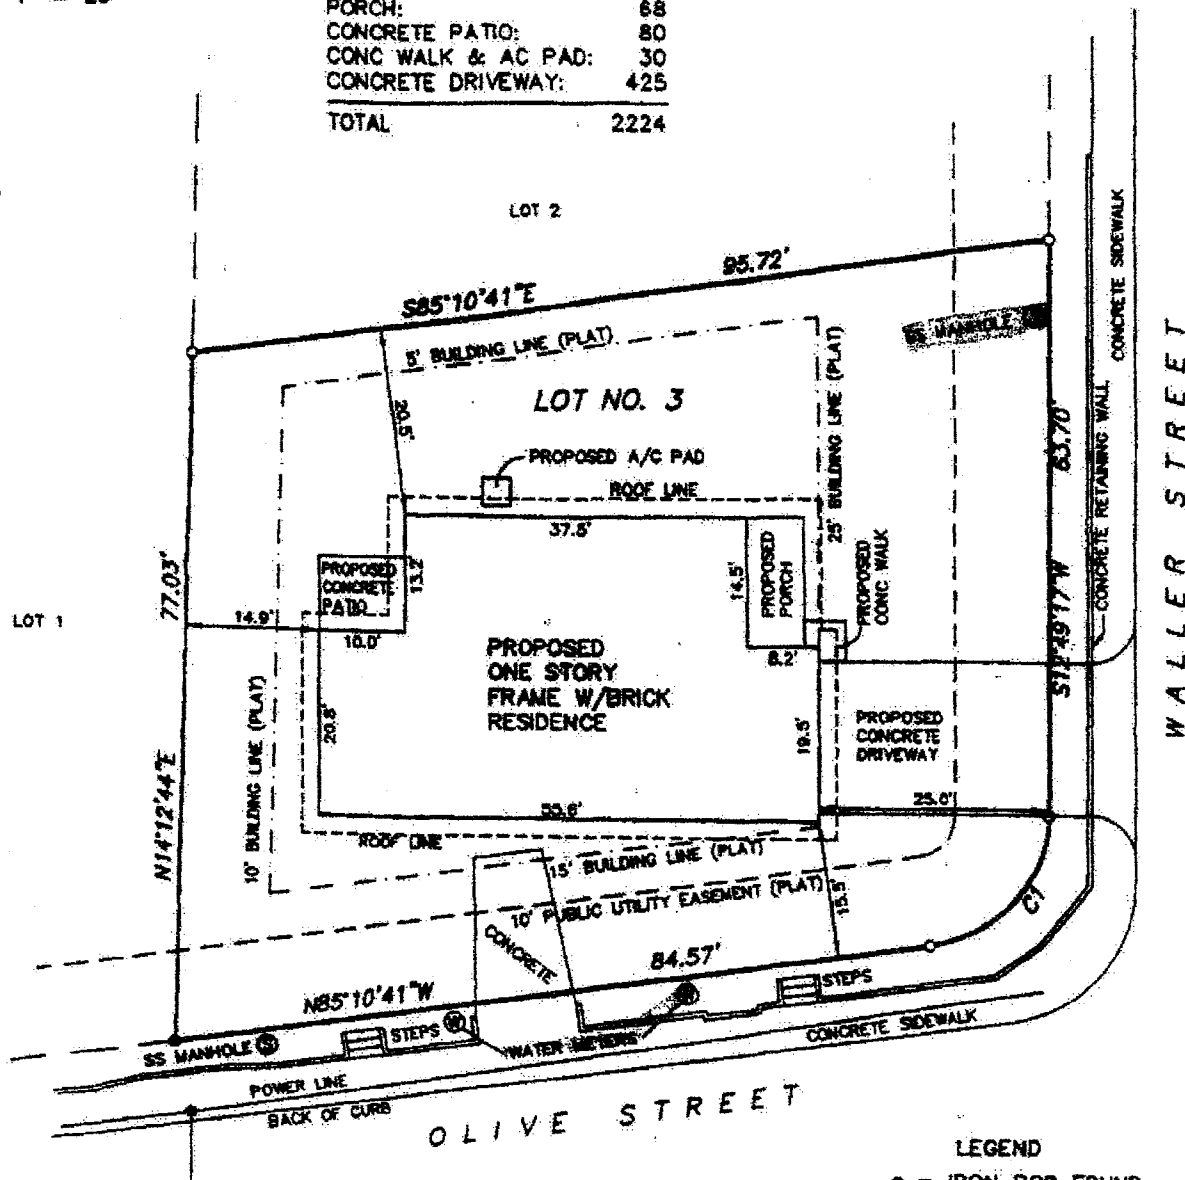 PORCH: 68
CONCRETE PATIO: 80
CONC WALK & AC PAD: 30
CONCRETE DRIVEWAY: 425
TOTAL 2224
LOT 2
S85°10'41"E
95.72'
SS MANHOLE
CONCRETE SIDEWALK
5' BUILDING LINE (PLAT)
LOT NO. 3
20.5'
25' BUILDING LINE (PLAT)
63.70'
CONCRETE RETAINING WALL
WALLER STREET
PROPOSED A/C PAD
ROOF LINE
37.5'
77.03'
PROPOSED
CONCRETE
PATIO
13.2'
14.5'
PROPOSED
PORCH
PROPOSED
CONC WALK
S12°49'17"W
LOT 1
14.9'
10.0'
PROPOSED
ONE STORY
FRAME W/BRICK
RESIDENCE
8.2'
20.8'
19.5'
PROPOSED
CONCRETE
DRIVEWAY
10' BUILDING LINE (PLAT)
N14°12'44"E
55.6'
25.0'
ROOF LINE
15' BUILDING LINE (PLAT)
10' PUBLIC UTILITY EASEMENT (PLAT)
15.5'
C1
CONCRETE
84.57'
N85°10'41"W
STEPS
W
SS MANHOLE S
STEPS W
WATER METERS
CONCRETE SIDEWALK
POWER LINE
BACK OF CURB
OLIVE STREET
LEGEND
= IRON ROD FOUND